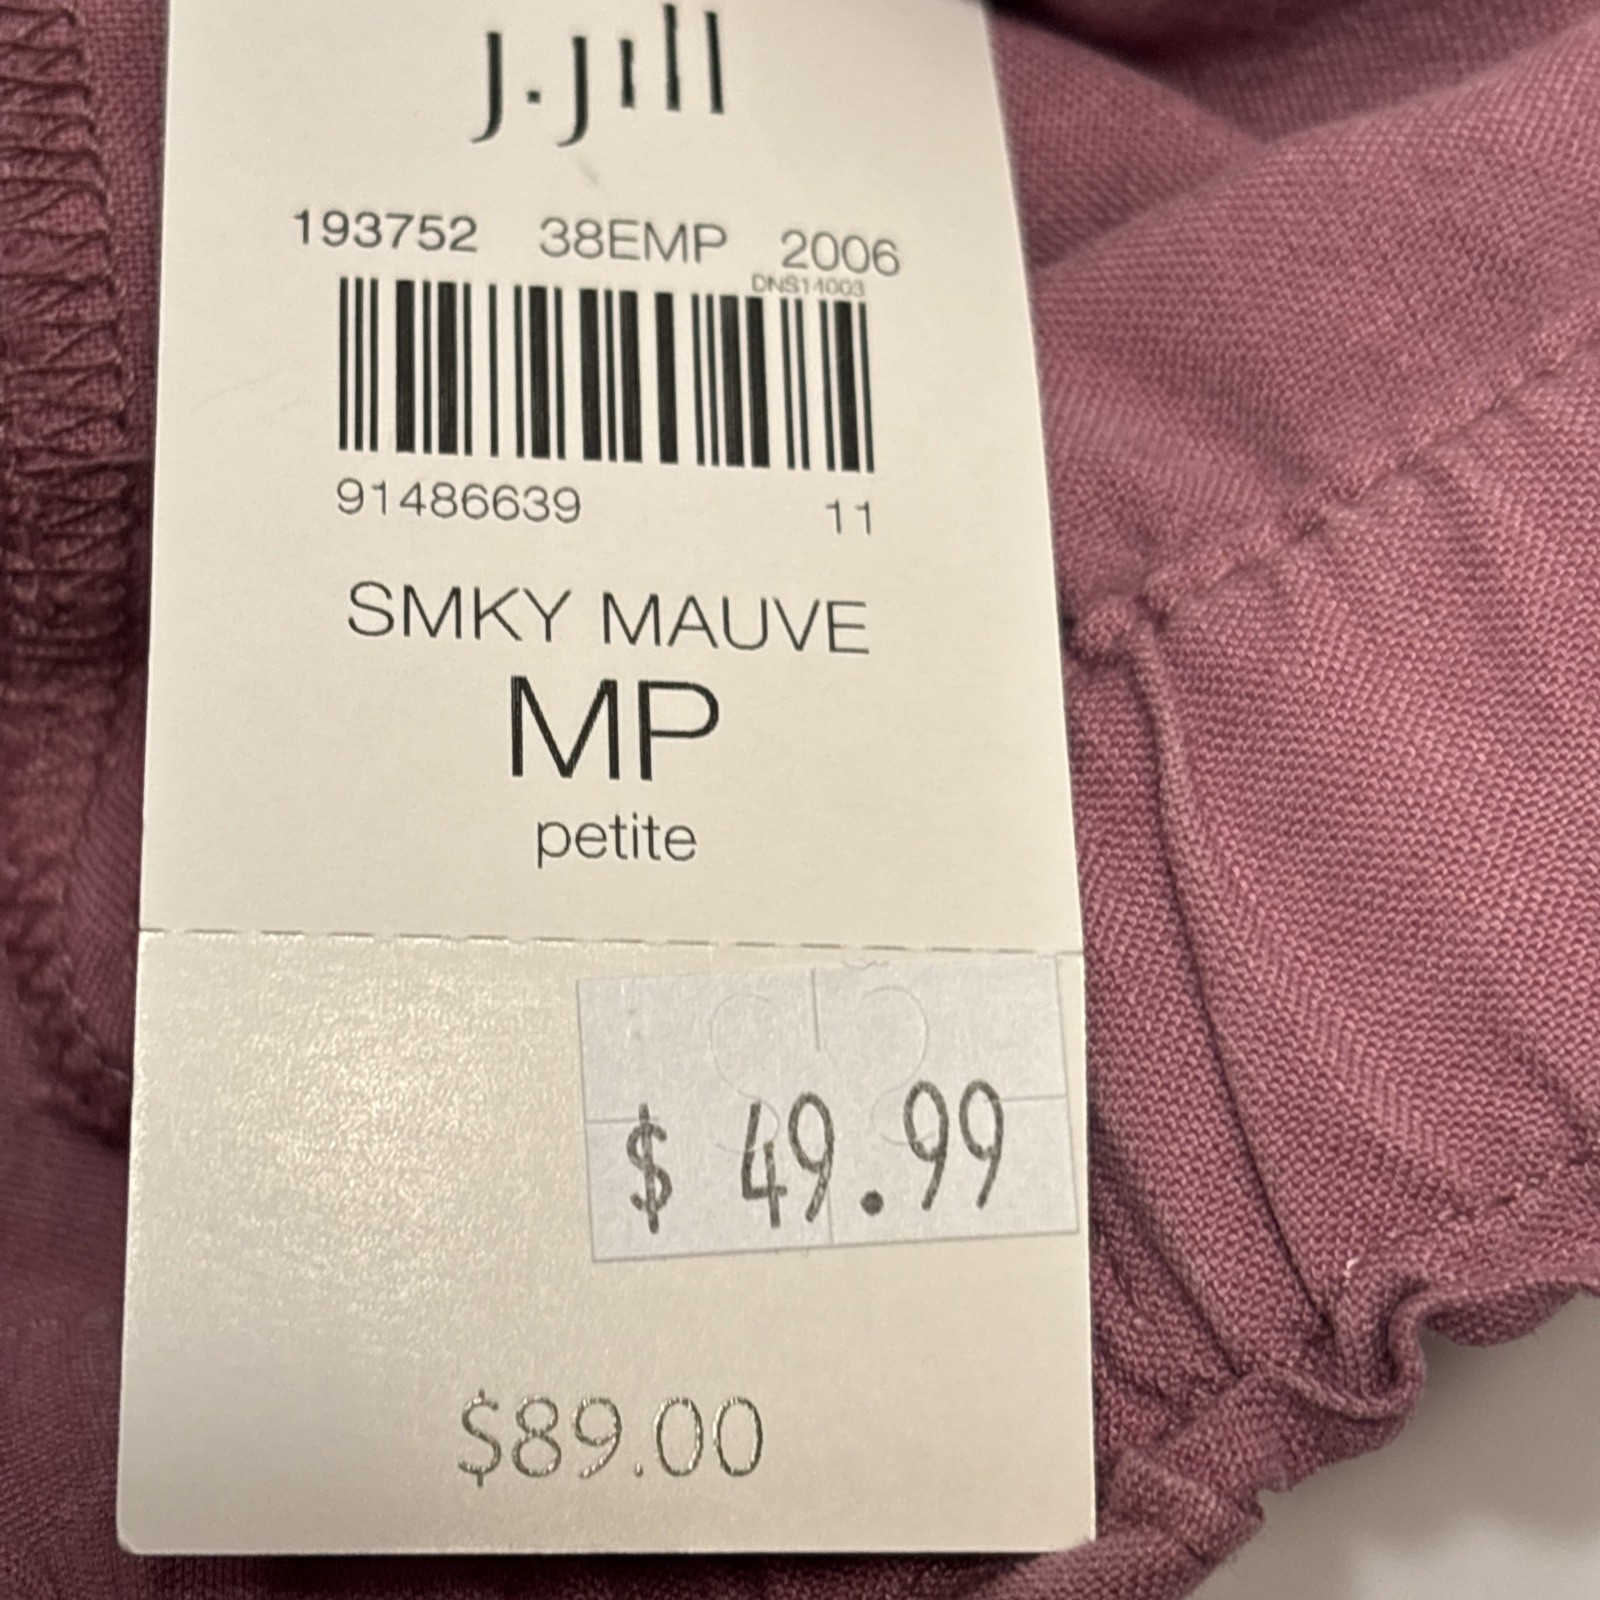 J.Jill
193752 38EMP 2006
DNS14003
91486639 11
SMKY MAUVE
MP
petite
$ 49.99
$89.00